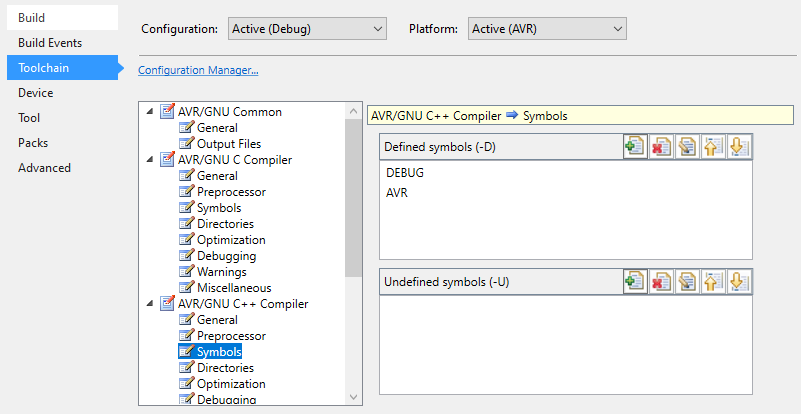 Build
Build Events
Toolchain
Device
Tool
Packs
Advanced
Configuration: Active (Debug) Platform: Active (AVR)
Configuration Manager...
AVR/GNU Common
General
Output Files
AVR/GNU C Compiler
General
Preprocessor
Symbols
Directories
Optimization
Debugging
Warnings
Miscellaneous
AVR/GNU C++ Compiler
General
Preprocessor
Symbols
Directories
Optimization
Debugging
AVR/GNU C++ Compiler Symbols
Defined symbols (-D)
DEBUG
AVR
Undefined symbols (-U)